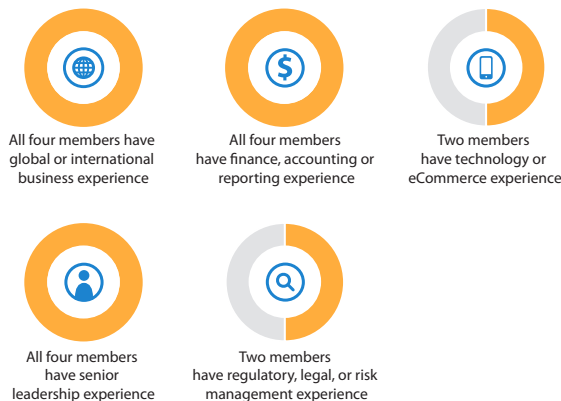 $
All four members have
global or international
business experience
All four members
have finance, accounting or
reporting experience
Two members
have technology or
eCommerce experience
All four members
have senior
leadership experience
Two members
have regulatory, legal, or risk
management experience